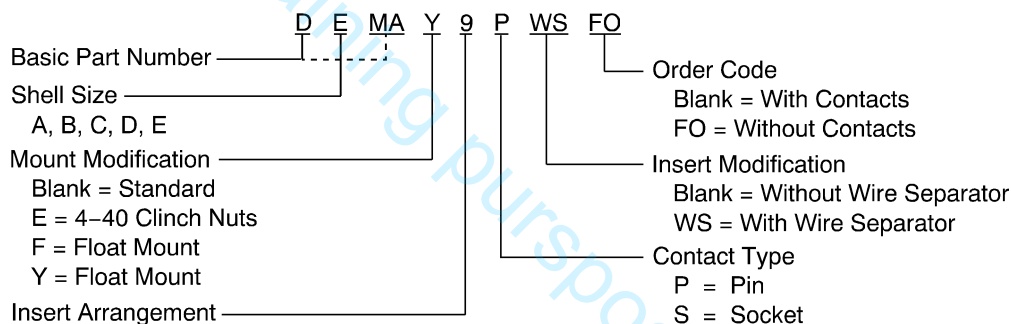 D E MA Y 9 P WS FO
Basic Part Number
Shell Size
A, B, C, D, E
Mount Modification
Blank = Standard
E = 4–40 Clinch Nuts
F = Float Mount
Y = Float Mount
Insert Arrangement
Order Code
Blank = With Contacts
FO = Without Contacts
Insert Modification
Blank = Without Wire Separator
WS = With Wire Separator
Contact Type
P = Pin
S = Socket